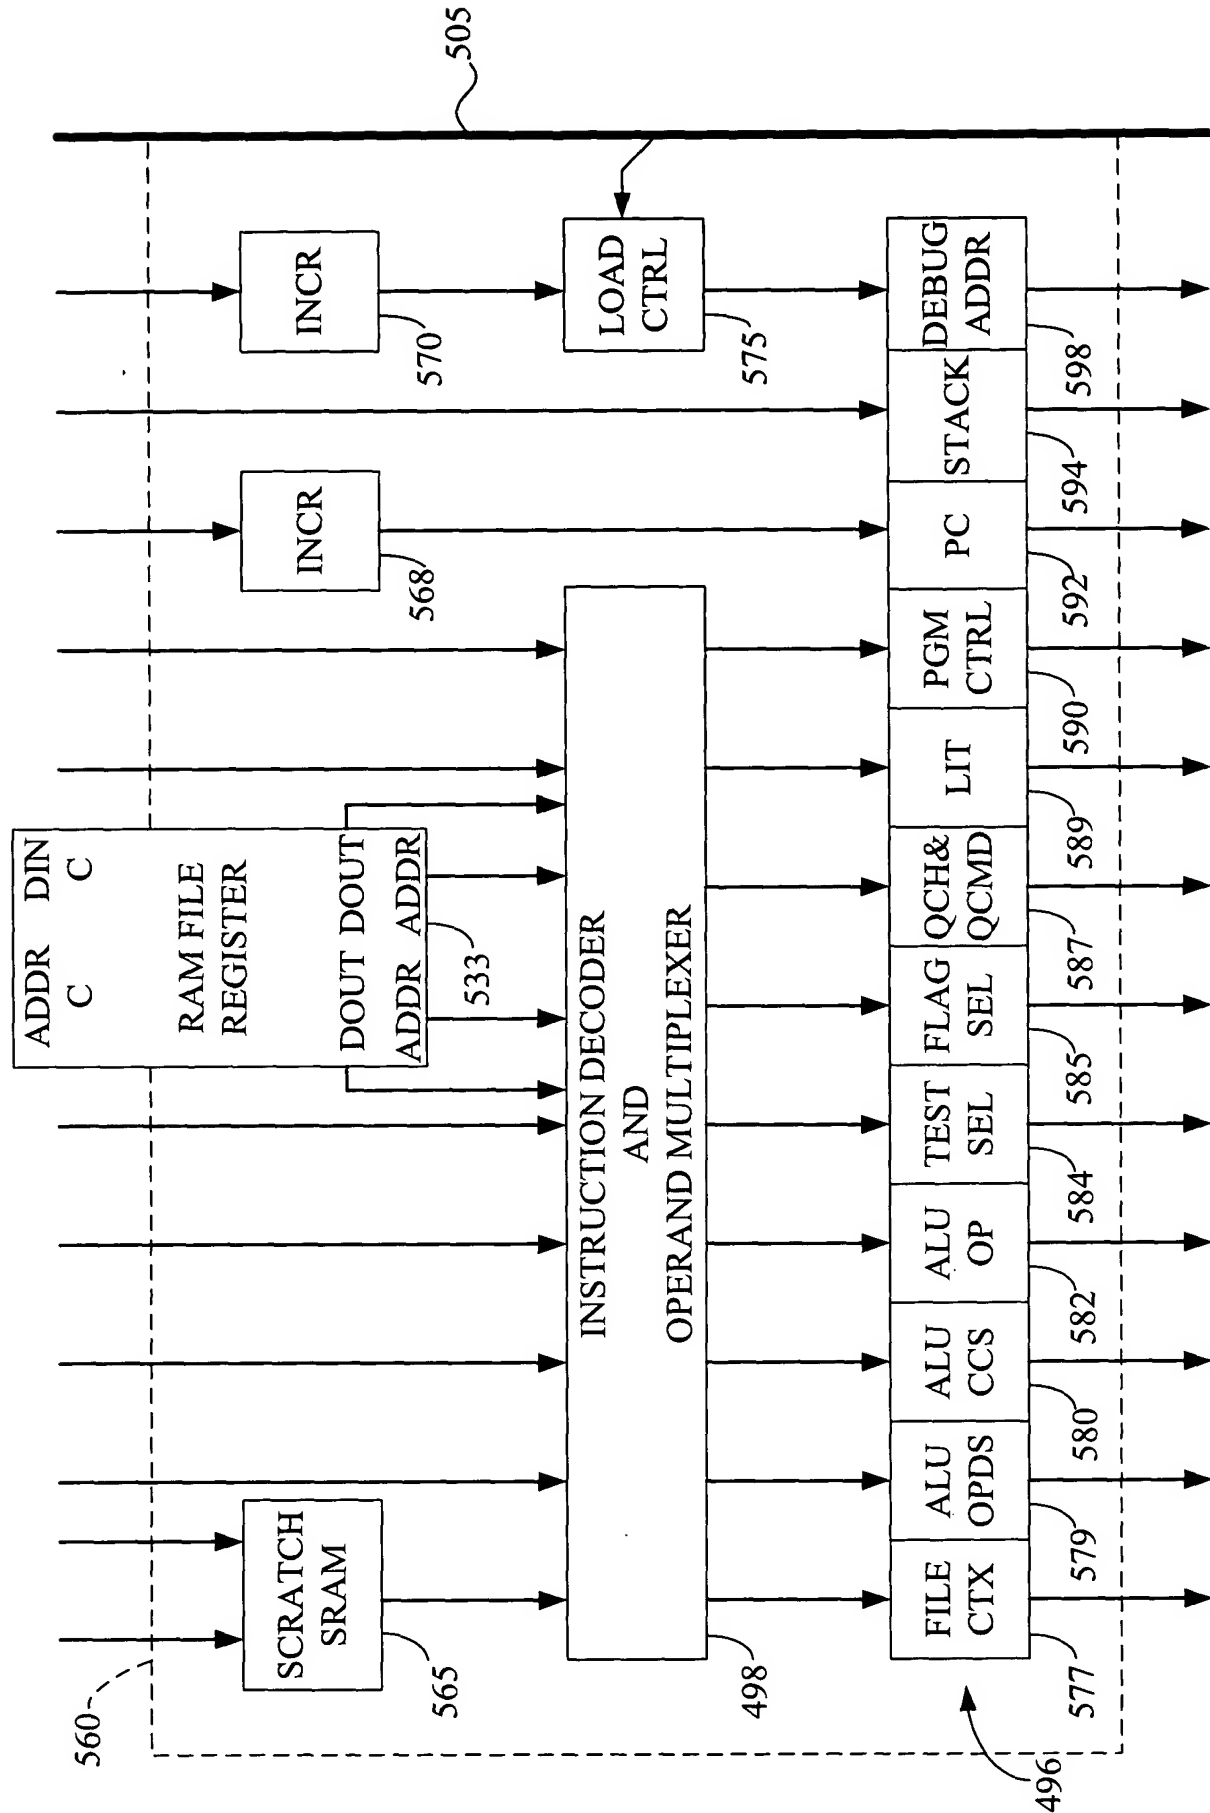 505
INCR
570
LOAD
CTRL
575
DEBUG
ADDR
598
STACK
594
INCR
568
PC
592
PGM
CTRL
590
LIT
589
ADDR DIN
C C
RAM FILE
REGISTER
DOUT DOUT
ADDR ADDR
533
INSTRUCTION DECODER
AND
OPERAND MULTIPLEXER
498
QCH&
QCMD
587
FLAG
SEL
585
TEST
SEL
584
ALU
OP
582
ALU
CCS
580
ALU
OPDS
579
FILE
CTX
577
SCRATCH
SRAM
565
560
496